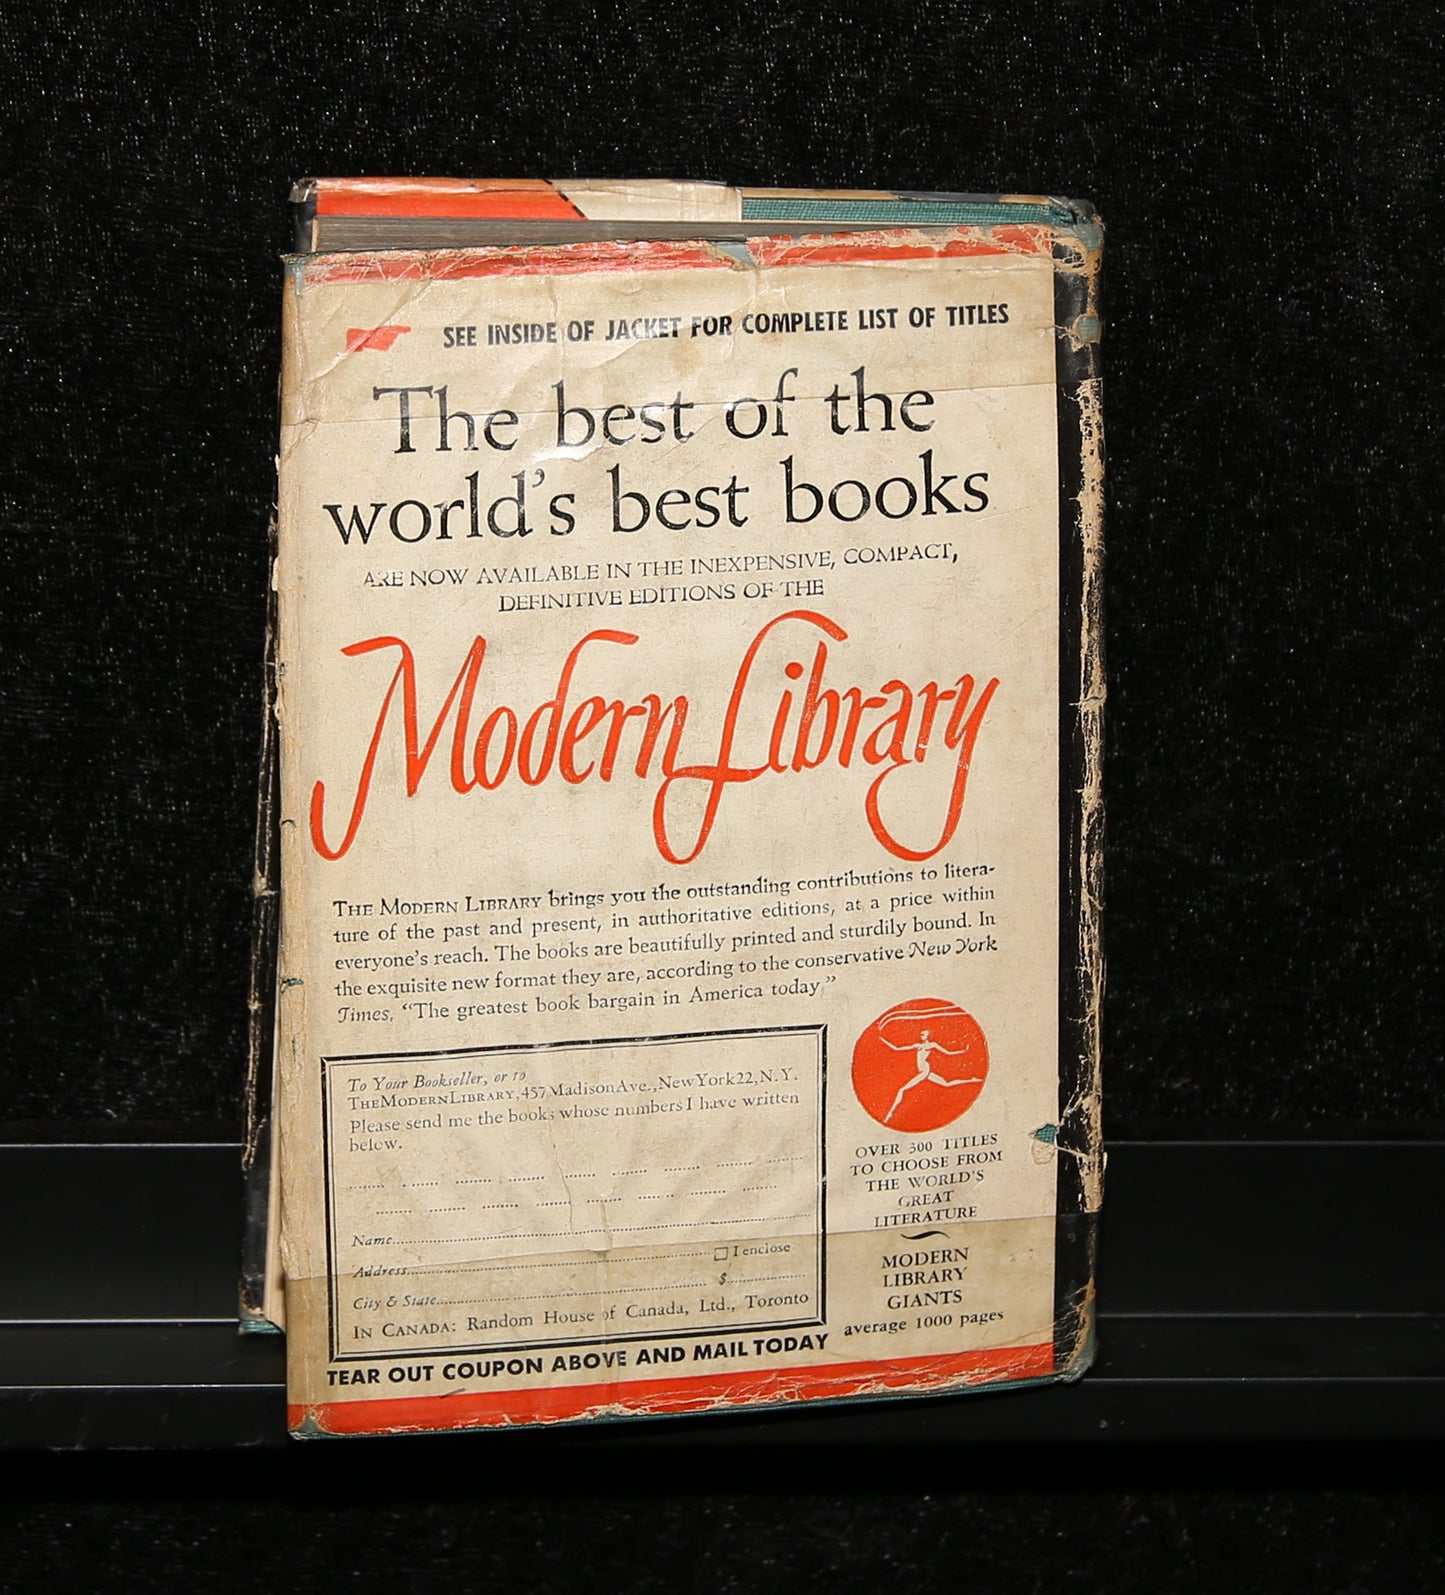 SEE INSIDE OF JACKET FOR COMPLETE LIST OF TITLES
The best of the
world's best books
ARE NOW AVAILABLE IN THE INEXPENSIVE, COMPACT,
DEFINITIVE EDITIONS OF THE
Modern Library
THE MODERN LIBRARY brings you the outstanding contributions to litera-
ture of the past and present, in authoritative editions, at a price within
everyone's reach. The books are beautifully printed and sturdily bound. In
the exquisite new format they are, according to the conservative New York
Times, "The greatest book bargain in America today."
To Your Bookseller, or to
THE MODERN LIBRARY, 457 Madison Ave., New York 22, N. Y.
Please send me the books whose numbers I have written
below.
Name
Address
I enclose
City & State
$
IN CANADA: Random House of Canada, Ltd., Toronto
TEAR OUT COUPON ABOVE AND MAIL TODAY
OVER 300 TITLES
TO CHOOSE FROM
THE WORLD'S
GREAT
LITERATURE
MODERN
LIBRARY
GIANTS
average 1000 pages